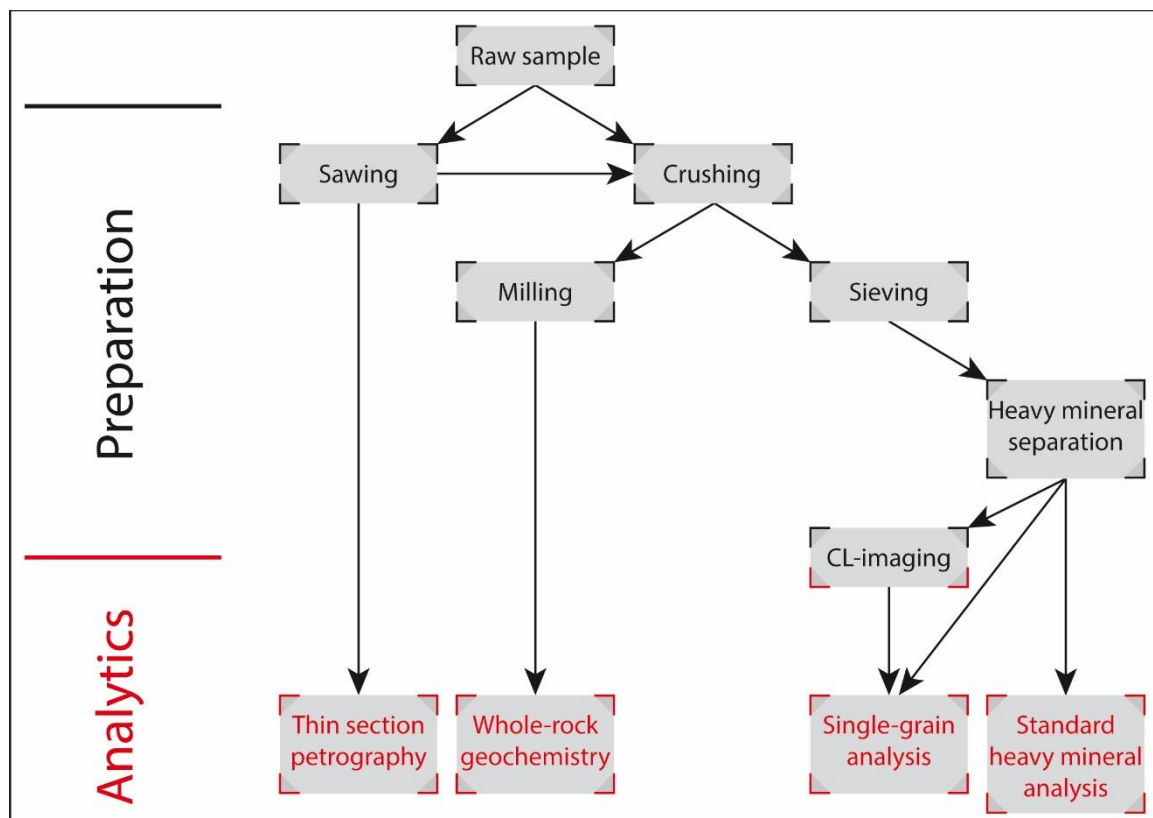 Raw sample
Sawing
Crushing
Preparation
Milling
Sieving
Heavy mineral
separation
CL-imaging
Analytics
Thin section
petrography
Whole-rock
geochemistry
Single-grain
analysis
Standard
heavy mineral
analysis